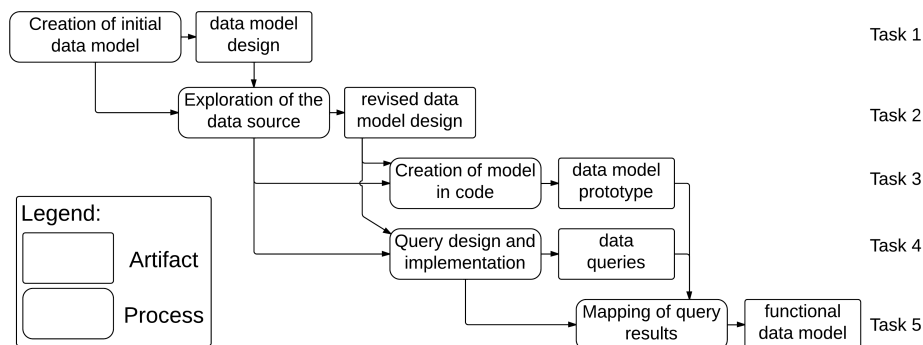 Creation of initial
data model
data model
design
Task 1
Exploration of the
data source
revised data
model design
Task 2
Creation of model
in code
data model
prototype
Task 3
Query design and
implementation
data
queries
Task 4
Mapping of query
results
functional
data model
Task 5
Legend:
Artifact
Process